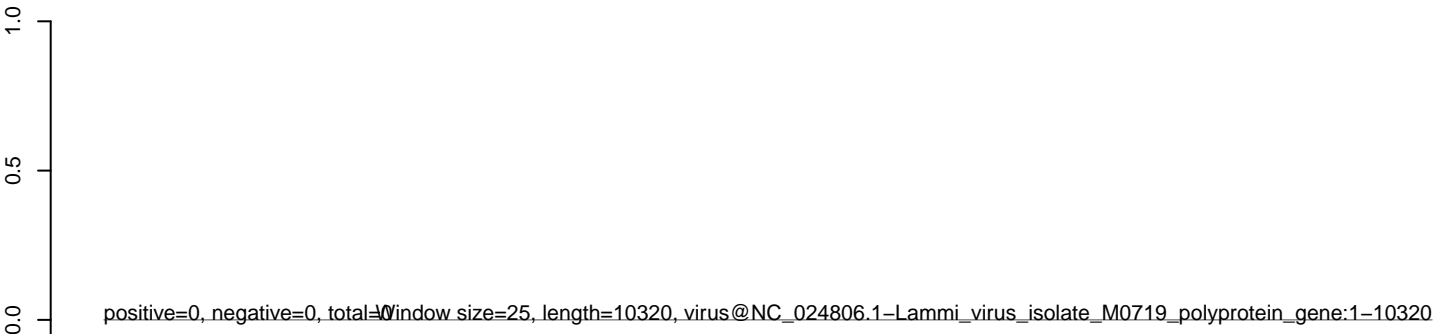 1.0
0.5
0.0
positive=0, negative=0, total=0
Window size=25, length=10320, virus@NC_024806.1−Lammi_virus_isolate_M0719_polyprotein_gene:1−10320